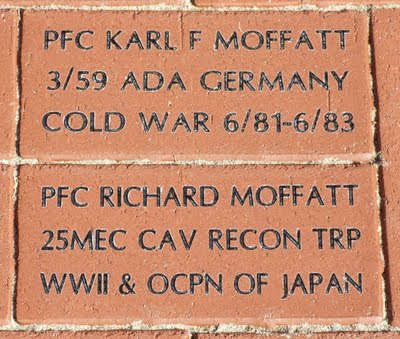 PFC KARL F MOFFATT
3/59 ADA GERMANY
COLD WAR 6/81-6/83
PFC RICHARD MOFFATT
25MEC CAV RECON TRP
WWII & OCPN OF JAPAN